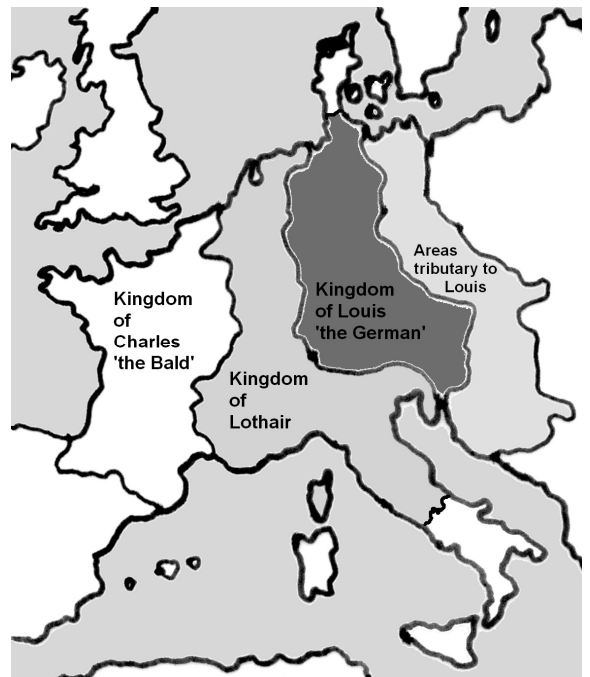 Kingdom
of
Charles
'the Bald'
Kingdom
of
Lothair
Kingdom
of Louis
'the German'
Areas
tributary to
Louis